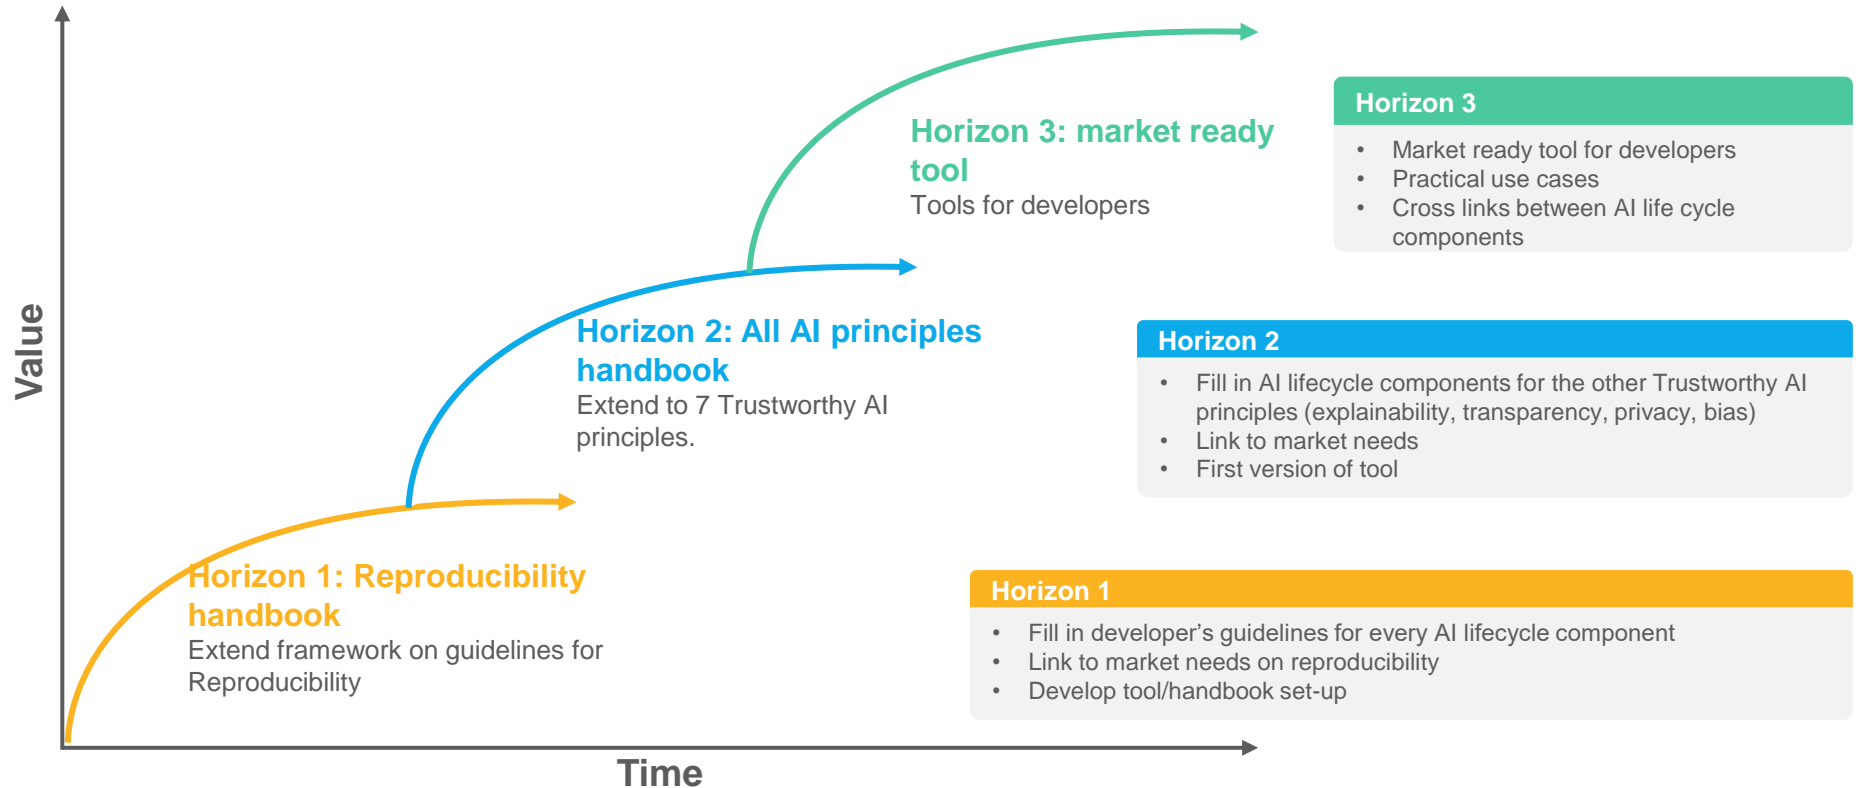 Value
Horizon 3: market ready
tool
Tools for developers
Horizon 2: All AI principles
handbook
Extend to 7 Trustworthy AI
principles.
Horizon 1: Reproducibility
handbook
Extend framework on guidelines for
Reproducibility
Time
Horizon 3
• Market ready tool for developers
• Practical use cases
• Cross links between AI life cycle
components
Horizon 2
• Fill in AI lifecycle components for the other Trustworthy AI
principles (explainability, transparency, privacy, bias)
• Link to market needs
• First version of tool
Horizon 1
• Fill in developer’s guidelines for every AI lifecycle component
• Link to market needs on reproducibility
• Develop tool/handbook set-up